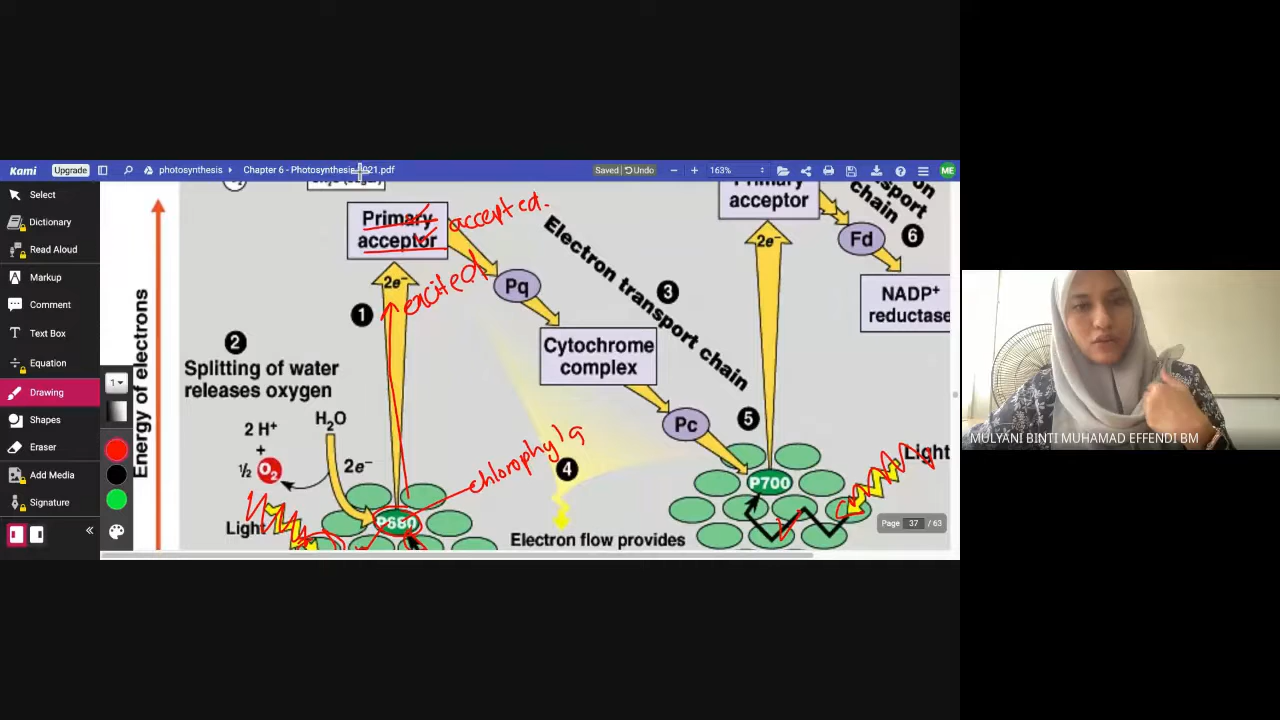 Kami
Upgrade
photosynthesis
Chapter 6 - Photosynthesis 2021.pdf
Saved
Undo
163%
ME
Select
Dictionary
Read Aloud
Markup
Comment
Text Box
Equation
Drawing
Shapes
Eraser
Add Media
Signature
1
Energy of electrons
Primary
acceptor
accepted.
2e⁻
excited
1
2
Splitting of water
releases oxygen
H₂O
2 H⁺
+
½ O₂
2e⁻
Light
P680
chlorophyl a
Pq
Electron transport chain
3
Cytochrome
complex
Pc
4
Electron flow provides
5
P700
Primary
acceptor
2e⁻
chain
6
Fd
NADP⁺
reductase
Light
Page 37 / 63
MULYANI BINTI MUHAMAD EFFENDI BM